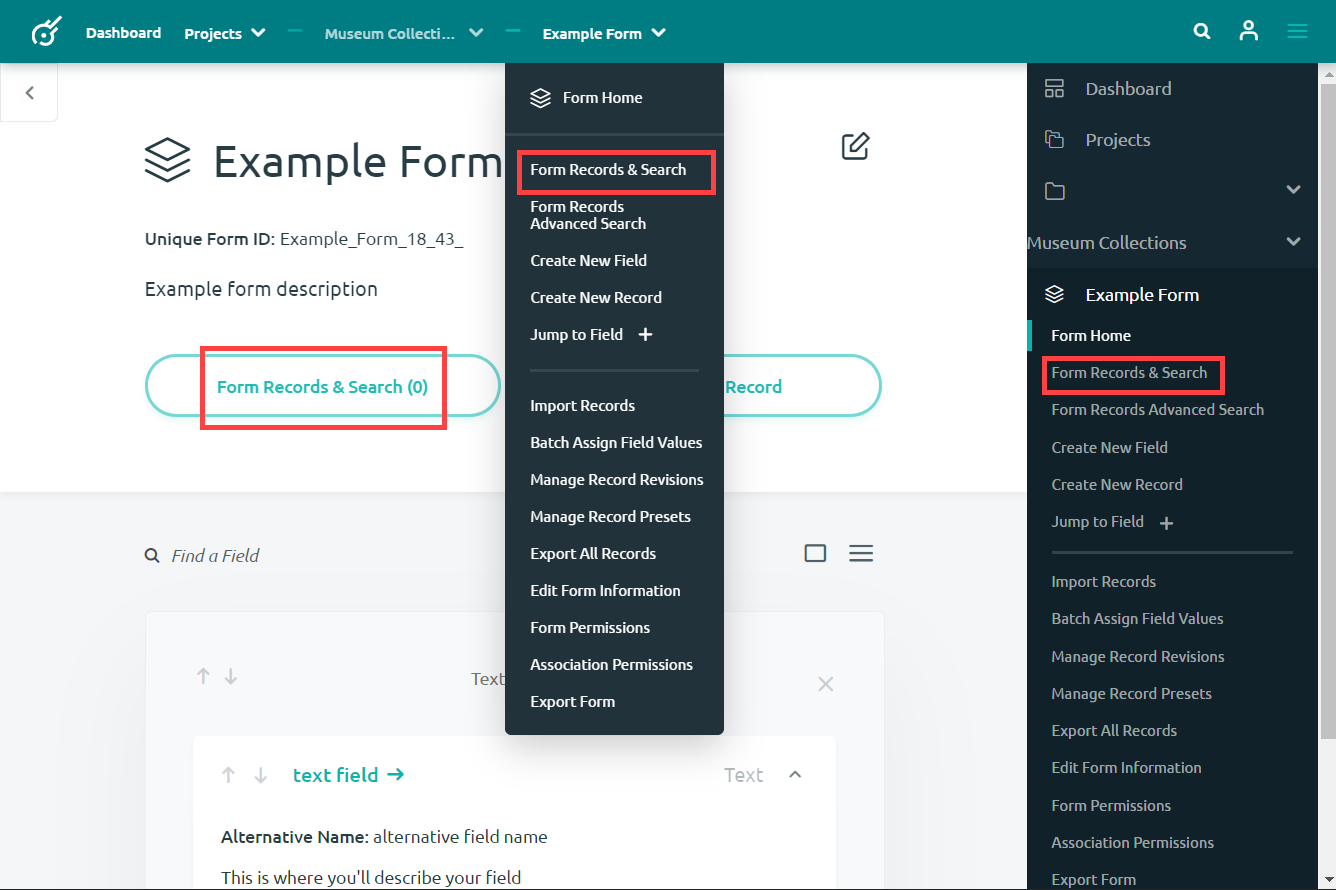 Dashboard
Projects
Museum Collecti...
Example Form
Example Form
Unique Form ID: Example_Form_18_43_
Example form description
Form Records & Search (0)
Record
Find a Field
Text
text field
Text
Alternative Name: alternative field name
This is where you'll describe your field
Form Home
Form Records & Search
Form Records
Advanced Search
Create New Field
Create New Record
Jump to Field
Import Records
Batch Assign Field Values
Manage Record Revisions
Manage Record Presets
Export All Records
Edit Form Information
Form Permissions
Association Permissions
Export Form
Dashboard
Projects
Museum Collections
Example Form
Form Home
Form Records & Search
Form Records Advanced Search
Create New Field
Create New Record
Jump to Field
Import Records
Batch Assign Field Values
Manage Record Revisions
Manage Record Presets
Export All Records
Edit Form Information
Form Permissions
Association Permissions
Export Form